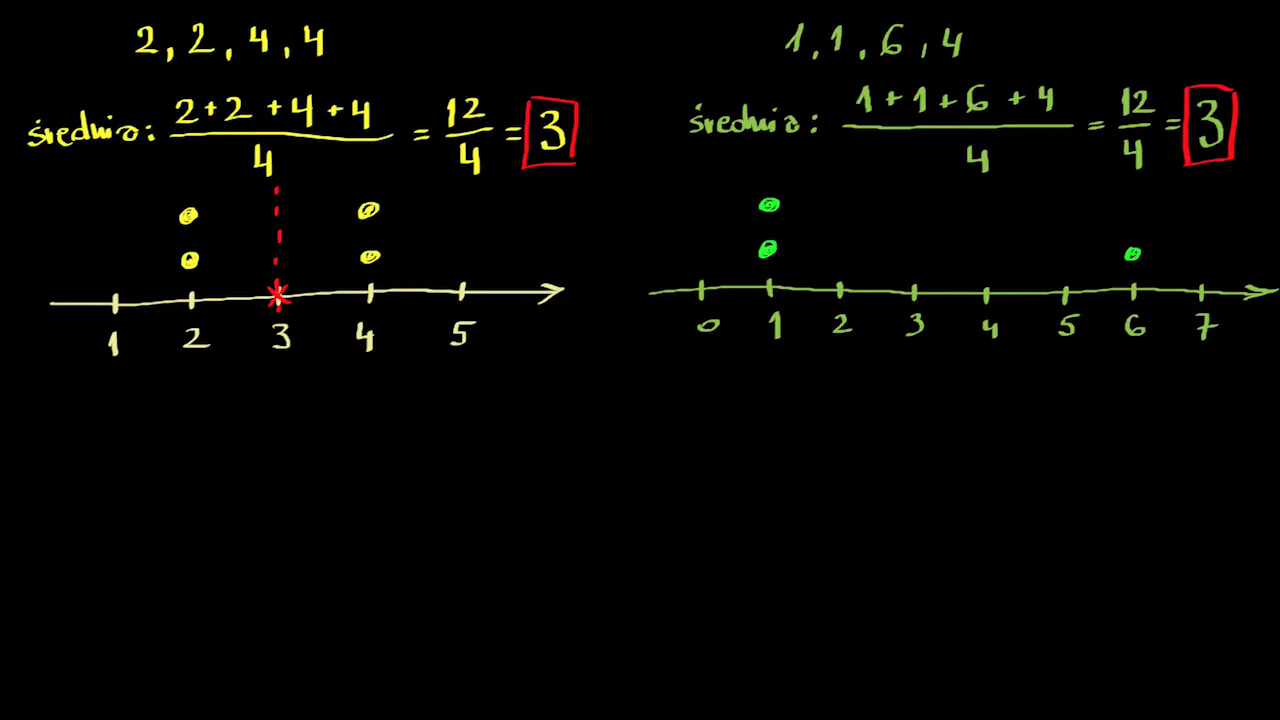 2, 2, 4, 4
średnia: 2+2+4+4 / 4 = 12/4 = 3
1 2 3 4 5
1, 1, 6, 4
średnia: 1+1+6+4 / 4 = 12/4 = 3
0 1 2 3 4 5 6 7